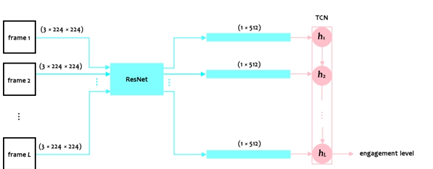 TCN
(3 × 224 × 224)
(1 × 512)
frame 1
h₁
(3 × 224 × 224)
(1 × 512)
frame 2
ResNet
h₂
(3 × 224 × 224)
(1 × 512)
frame L
h_L
engagement level